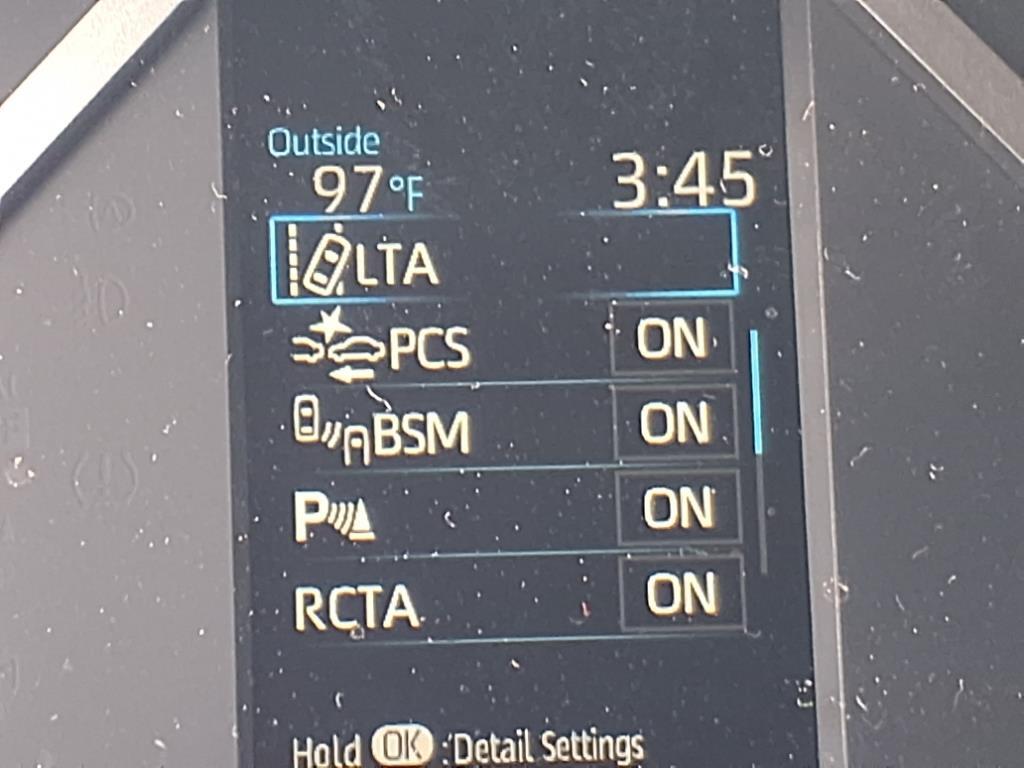 Outside
97°F 3:45
LTA
PCS ON
BSM ON
P ON
RCTA ON
Hold OK :Detail Settings